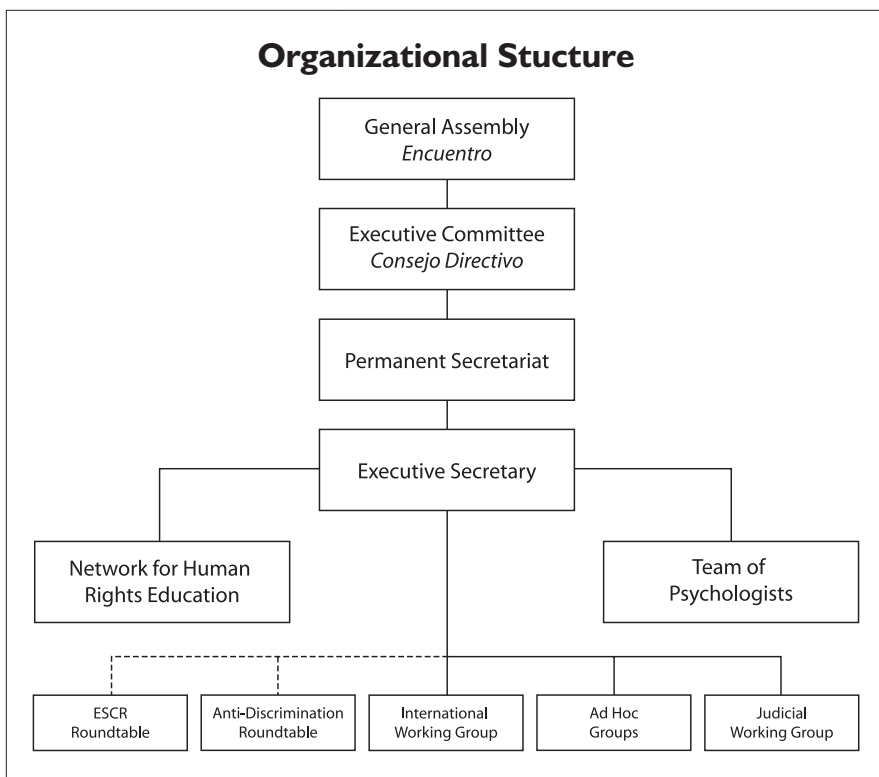 Organizational Stucture
General Assembly
Encuentro
Executive Committee
Consejo Directivo
Permanent Secretariat
Executive Secretary
Network for Human
Rights Education
Team of
Psychologists
ESCR
Roundtable
Anti-Discrimination
Roundtable
International
Working Group
Ad Hoc
Groups
Judicial
Working Group